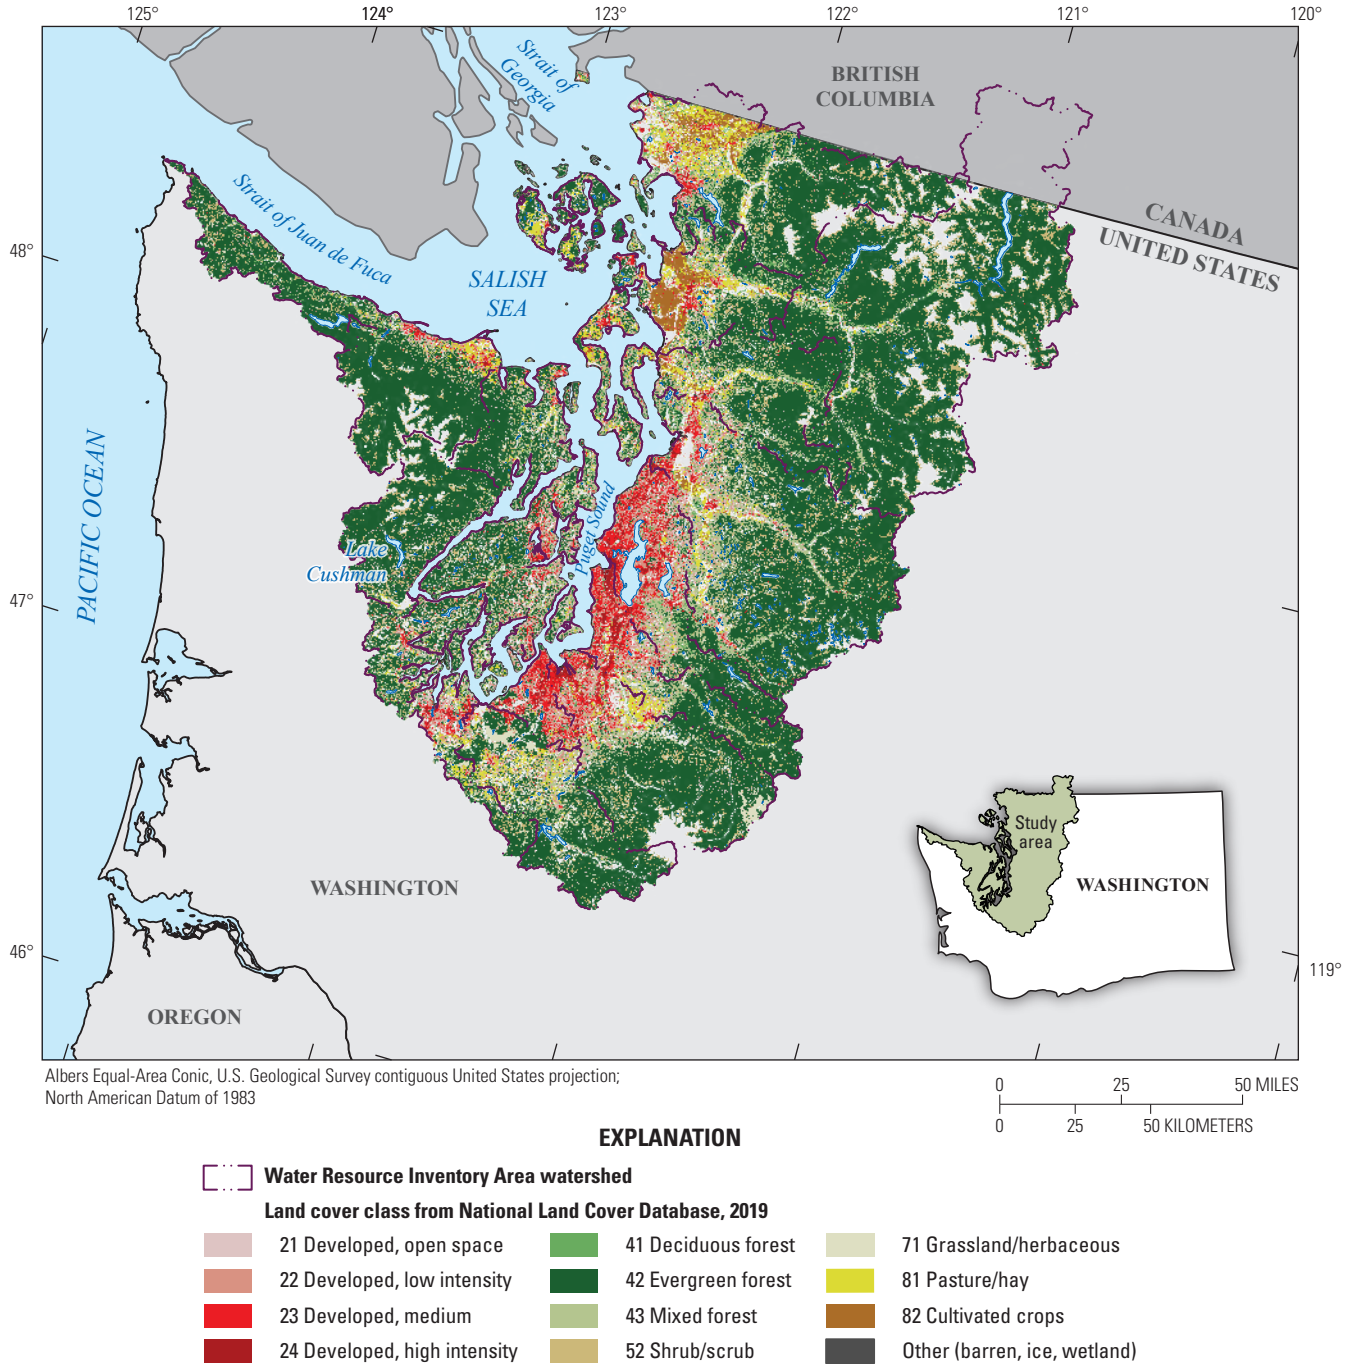 125°
124°
123°
122°
121°
120°
Strait of
Georgia
BRITISH
COLUMBIA
Strait of Juan de Fuca
CANADA
UNITED STATES
48°
SALISH
SEA
PACIFIC OCEAN
Puget Sound
Lake
Cushman
47°
Study
area
WASHINGTON
WASHINGTON
46°
119°
OREGON
Albers Equal-Area Conic, U.S. Geological Survey contiguous United States projection;
North American Datum of 1983
0 25 50 MILES
0 25 50 KILOMETERS
EXPLANATION
Water Resource Inventory Area watershed
Land cover class from National Land Cover Database, 2019
21 Developed, open space
22 Developed, low intensity
23 Developed, medium
24 Developed, high intensity
41 Deciduous forest
42 Evergreen forest
43 Mixed forest
52 Shrub/scrub
71 Grassland/herbaceous
81 Pasture/hay
82 Cultivated crops
Other (barren, ice, wetland)